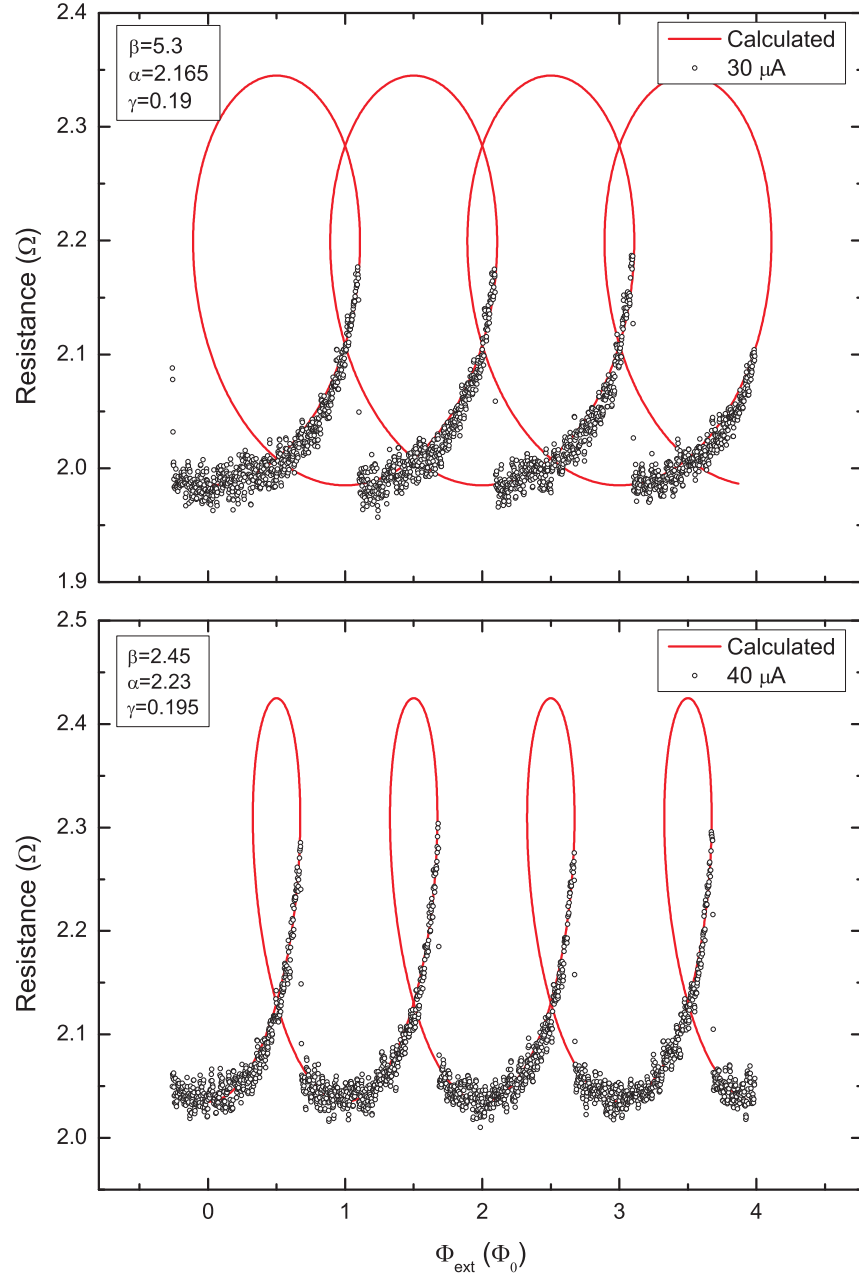 2.4
β=5.3
α=2.165
γ=0.19
Calculated
30 μA
2.3
2.2
2.1
2.0
1.9
Resistance (Ω)
2.5
β=2.45
α=2.23
γ=0.195
Calculated
40 μA
2.4
2.3
2.2
2.1
2.0
Resistance (Ω)
0 1 2 3 4
Φext (Φ0)